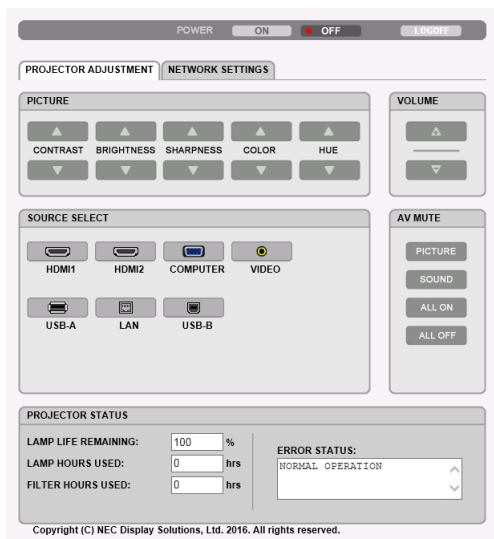 POWER ON OFF LOGOFF
PROJECTOR ADJUSTMENT NETWORK SETTINGS
PICTURE
CONTRAST BRIGHTNESS SHARPNESS COLOR HUE
VOLUME
SOURCE SELECT
HDMI1 HDMI2 COMPUTER VIDEO
USB-A LAN USB-B
AV MUTE
PICTURE
SOUND
ALL ON
ALL OFF
PROJECTOR STATUS
LAMP LIFE REMAINING: 100 %
LAMP HOURS USED: 0 hrs
FILTER HOURS USED: 0 hrs
ERROR STATUS:
NORMAL OPERATION
Copyright (C) NEC Display Solutions, Ltd. 2016. All rights reserved.